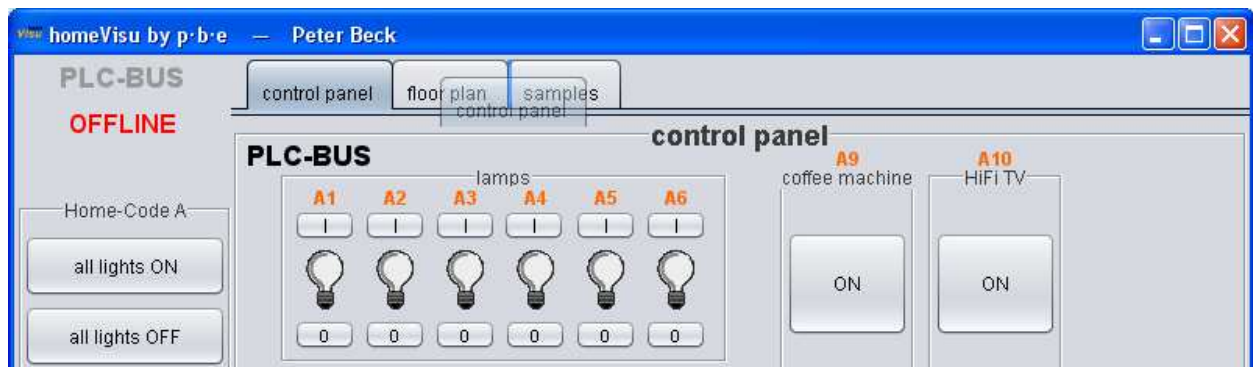 Visu homeVisu by p·b·e — Peter Beck
PLC-BUS
OFFLINE
control panel floor plan samples
control panel
control panel
PLC-BUS
lamps
A1 A2 A3 A4 A5 A6
I I I I I I
0 0 0 0 0 0
A9
coffee machine
ON
A10
HiFi TV
ON
Home-Code A
all lights ON
all lights OFF